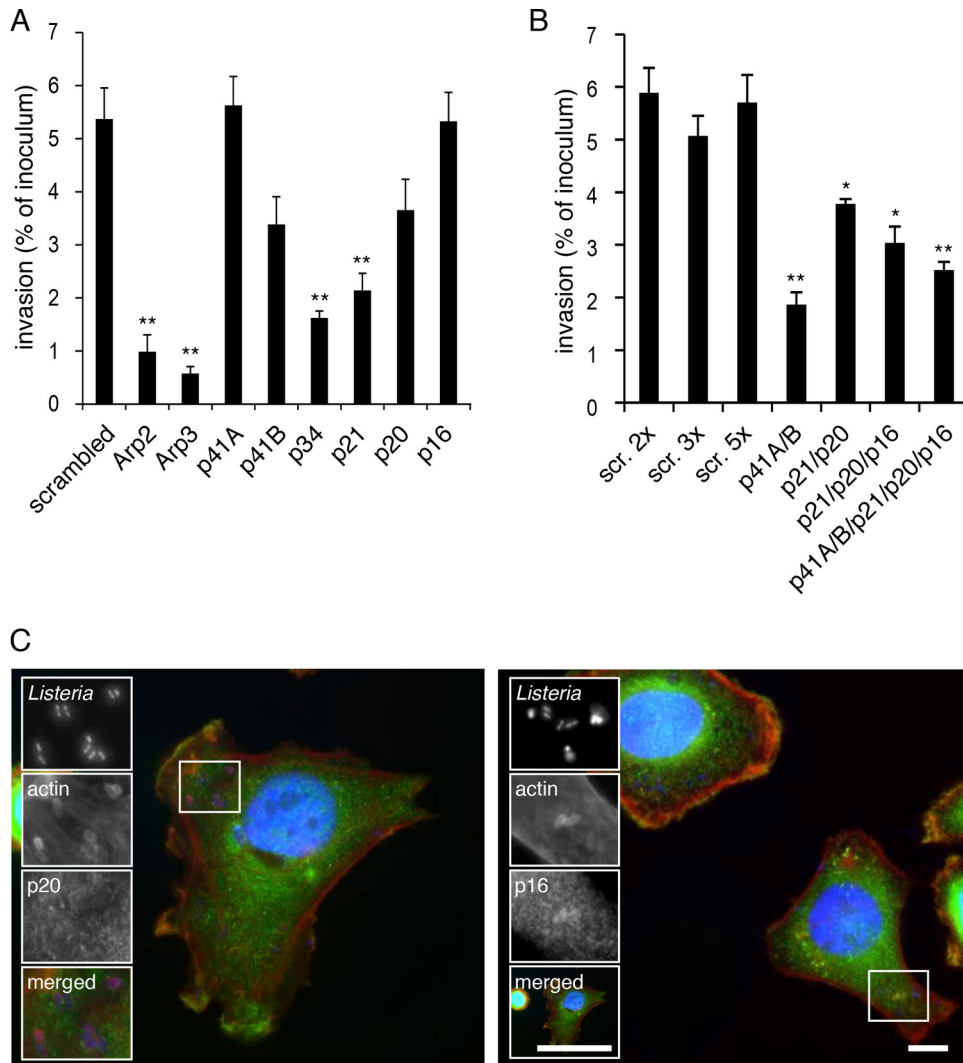 A
invasion (% of inoculum)
7
6
5
4
3
2
1
0
**
**
**
**
scrambled
Arp2
Arp3
p41A
p41B
p34
p21
p20
p16
B
invasion (% of inoculum)
7
6
5
4
3
2
1
0
**
*
*
**
scr. 2x
scr. 3x
scr. 5x
p41A/B
p21/p20
p21/p20/p16
p41A/B/p21/p20/p16
C
Listeria
actin
p20
merged
Listeria
actin
p16
merged